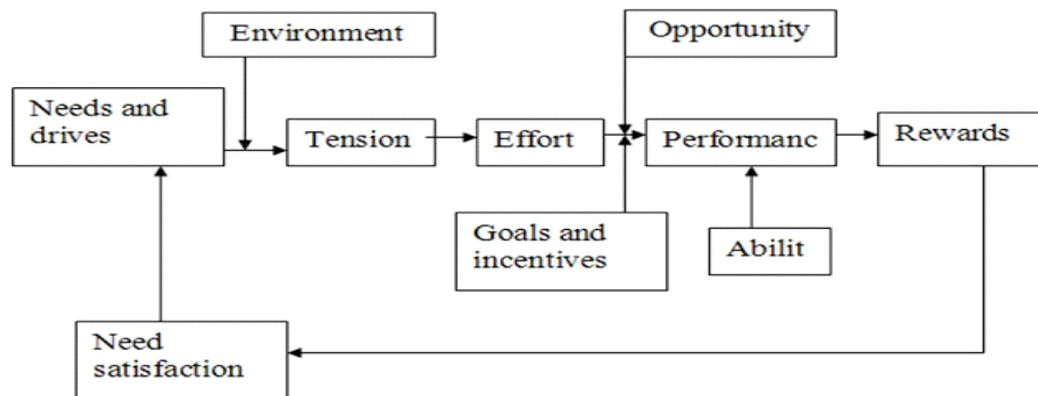 Environment
Opportunity
Needs and
drives
Tension
Effort
Performanc
Rewards
Goals and
incentives
Abilit
Need
satisfaction